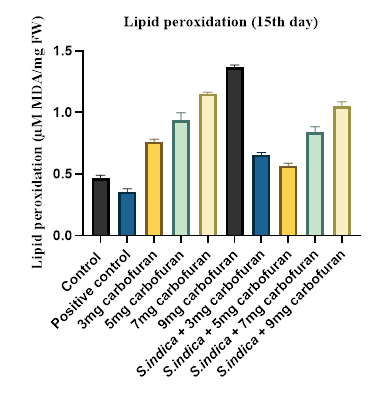 Lipid peroxidation (15th day)
Lipid peroxidation (µM MDA/mg FW)
1.5
1.0
0.5
0.0
Control
Positive control
3mg carbofuran
5mg carbofuran
7mg carbofuran
9mg carbofuran
S.indica + 3mg carbofuran
S.indica + 5mg carbofuran
S.indica + 7mg carbofuran
S.indica + 9mg carbofuran